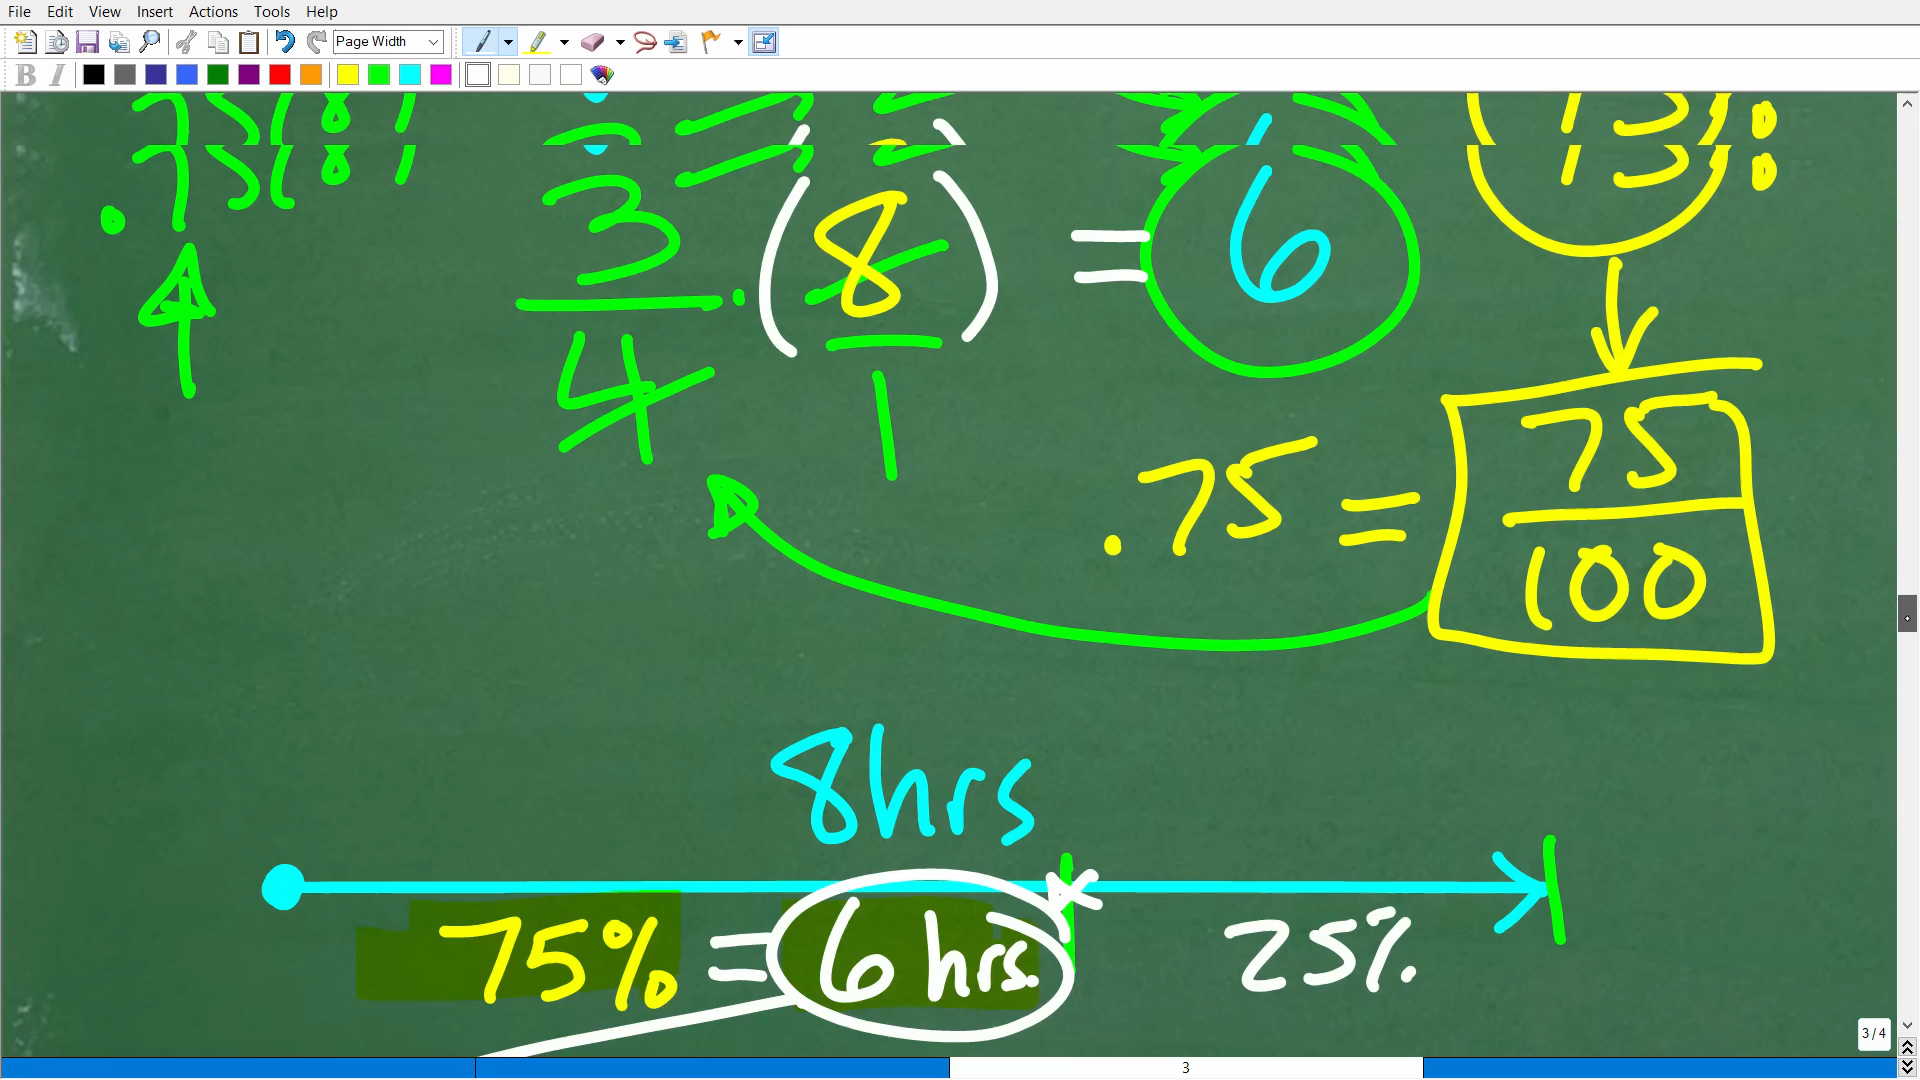 File Edit View Insert Actions Tools Help
Page Width
B I
.75(8)
3/4 · (8/1) = 6
.75 = 75/100
8hrs
75% = 6 hrs. 25%
3/4
3